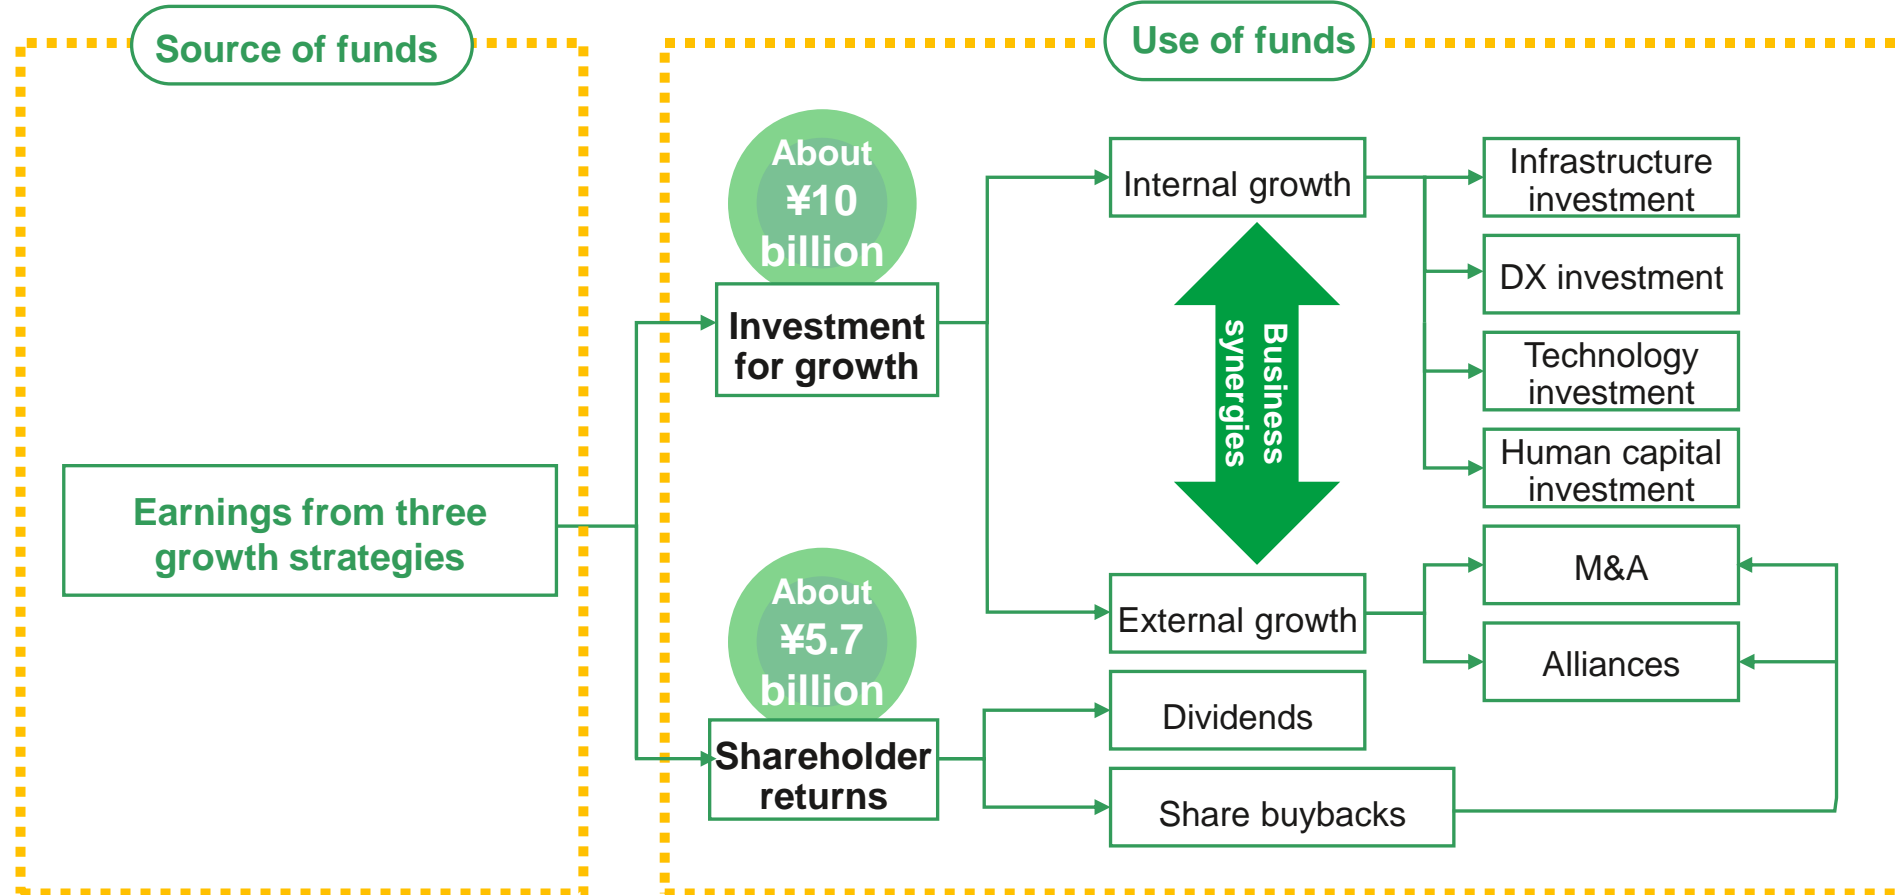 Source of funds
Use of funds
Earnings from three
growth strategies
About
¥10
billion
Investment
for growth
About
¥5.7
billion
Shareholder
returns
Internal growth
Business
synergies
External growth
Dividends
Share buybacks
Infrastructure
investment
DX investment
Technology
investment
Human capital
investment
M&A
Alliances